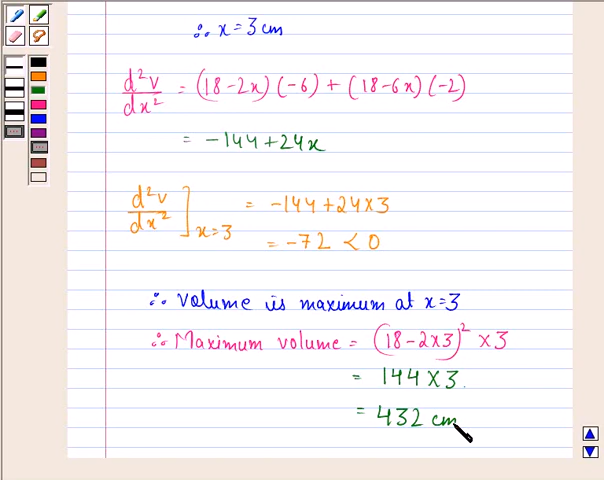 ∴ x = 3 cm
d²v/dx² = (18-2x)(-6) + (18-6x)(-2)
= -144+24x
d²v/dx²]x=3 = -144+24×3
= -72 < 0
∴ Volume is maximum at x=3
∴ Maximum volume = (18-2×3)² × 3
= 144 × 3.
= 432 cm